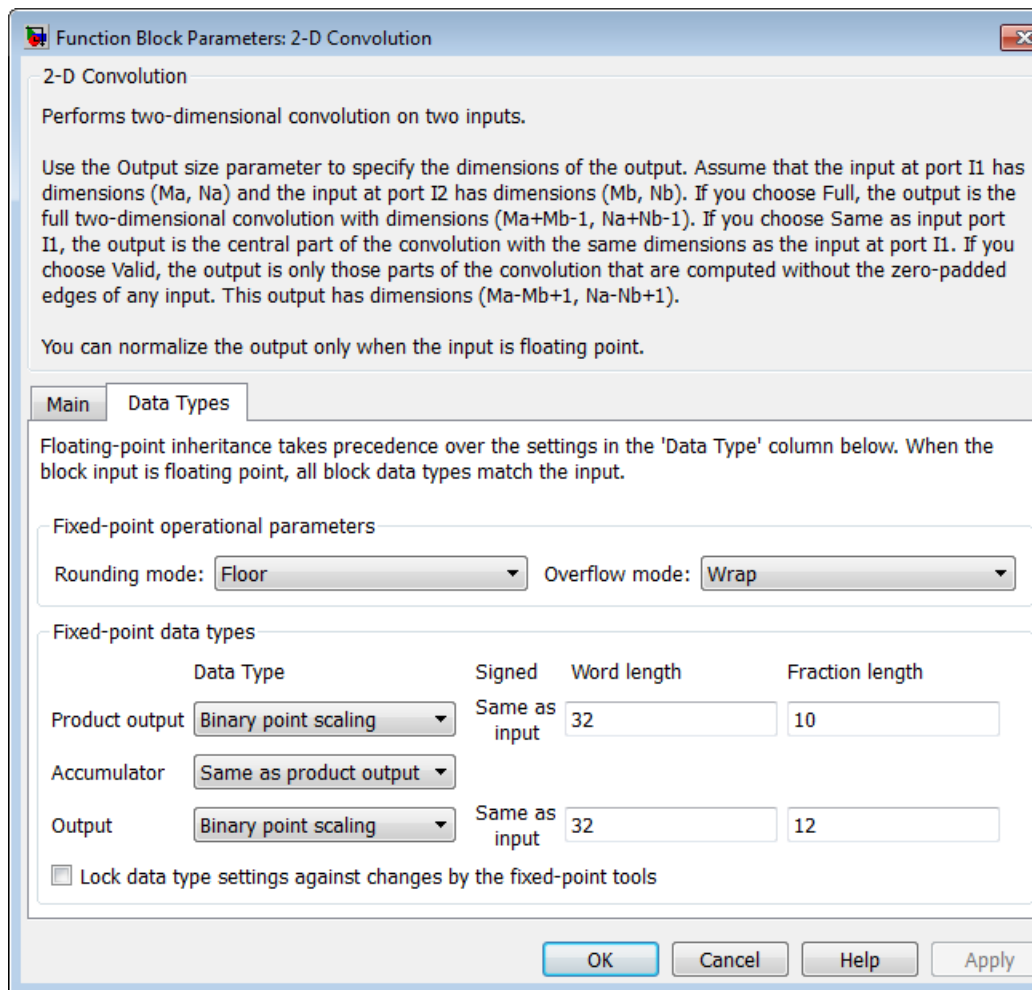 Function Block Parameters: 2-D Convolution
2-D Convolution
Performs two-dimensional convolution on two inputs.
Use the Output size parameter to specify the dimensions of the output. Assume that the input at port I1 has
dimensions (Ma, Na) and the input at port I2 has dimensions (Mb, Nb). If you choose Full, the output is the
full two-dimensional convolution with dimensions (Ma+Mb-1, Na+Nb-1). If you choose Same as input port
I1, the output is the central part of the convolution with the same dimensions as the input at port I1. If you
choose Valid, the output is only those parts of the convolution that are computed without the zero-padded
edges of any input. This output has dimensions (Ma-Mb+1, Na-Nb+1).
You can normalize the output only when the input is floating point.
Main Data Types
Floating-point inheritance takes precedence over the settings in the 'Data Type' column below. When the
block input is floating point, all block data types match the input.
Fixed-point operational parameters
Rounding mode: Floor Overflow mode: Wrap
Fixed-point data types
Data Type Signed Word length Fraction length
Product output Binary point scaling Same as input 32 10
Accumulator Same as product output
Output Binary point scaling Same as input 32 12
Lock data type settings against changes by the fixed-point tools
OK Cancel Help Apply